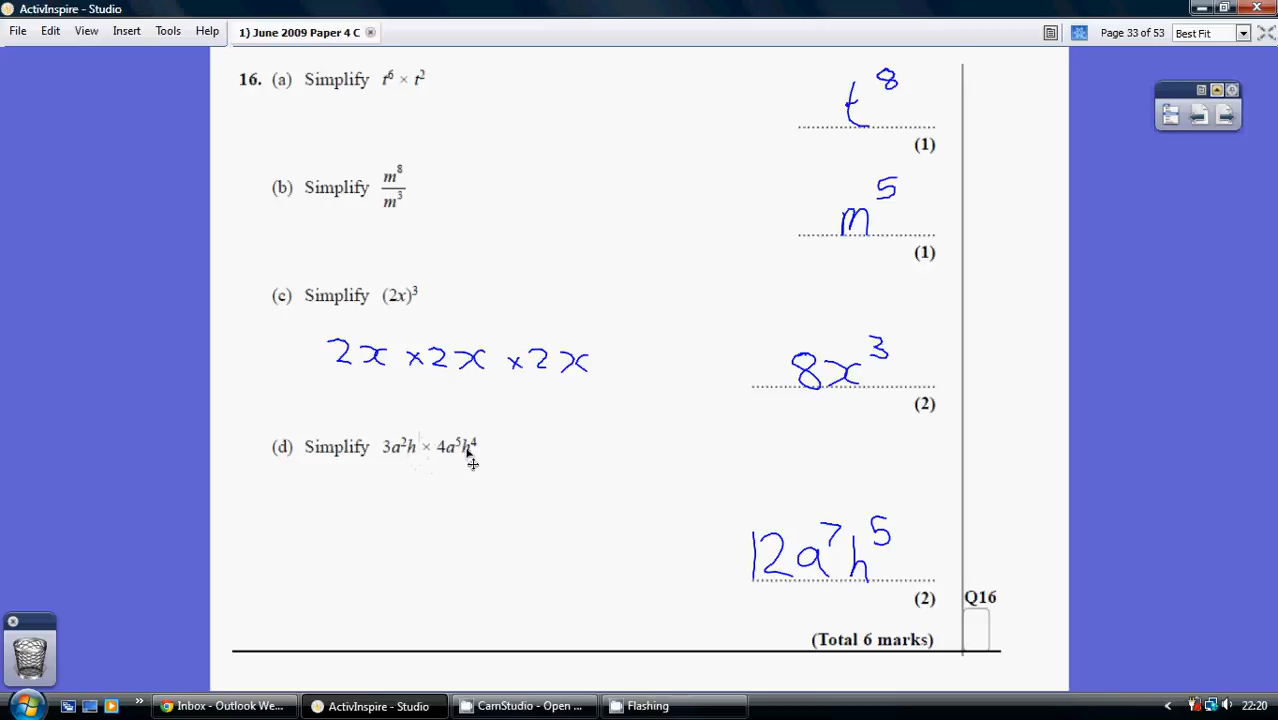 ActivInspire - Studio
File Edit View Insert Tools Help 1) June 2009 Paper 4 C Page 33 of 53 Best Fit
16. (a) Simplify t⁶ × t²
t⁸
(1)
(b) Simplify m⁸/m³
m⁵
(1)
(c) Simplify (2x)³
2x × 2x × 2x 8x³
(2)
(d) Simplify 3a²h × 4a⁵h⁴
12a⁷h⁵
(2) Q16
(Total 6 marks)
Inbox - Outlook We... ActivInspire - Studio CamStudio - Open ... Flashing 22:20